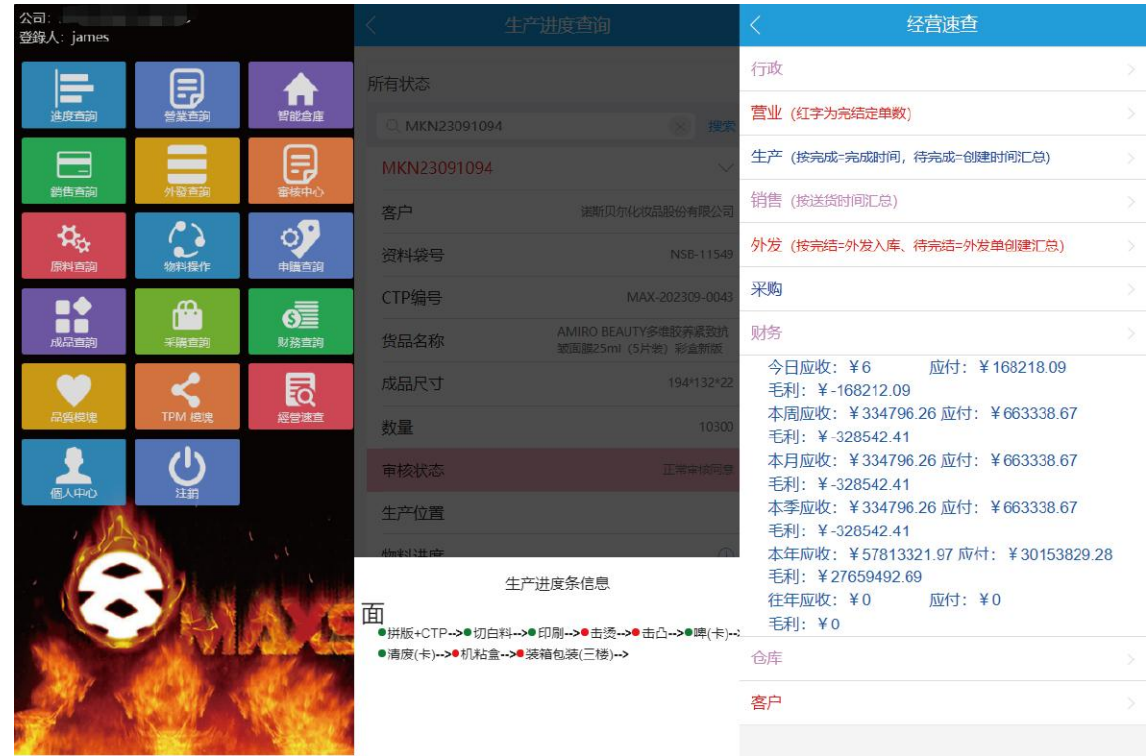 公司：
登錄人：james
進度查詢
營業查詢
智能倉庫
銷售查詢
外發查詢
審核中心
原料查詢
物料操作
申購查詢
成品查詢
采購查詢
財務查詢
品質模塊
TPM 模塊
經營速查
個人中心
注銷
生产进度查询
所有状态
MKN23091094
搜索
MKN23091094
客户 诺斯贝尔化妆品股份有限公司
资料袋号 NSB-11549
CTP编号 MAX-202309-0043
货品名称 AMIRO BEAUTY多维胶养紧致抗
皱面膜25ml（5片装）彩盒新版
成品尺寸 194*132*22
数量 10300
审核状态 正常审核同意
生产位置
物料进度
生产进度条信息
面
●拼版+CTP-->●切白料-->●印刷-->●击烫-->●击凸-->●啤(卡)-->
●清废(卡)-->●机粘盒-->●装箱包装(三楼)-->
经营速查
行政
营业（红字为完结定单数）
生产（按完成=完成时间，待完成=创建时间汇总）
销售（按送货时间汇总）
外发（按完结=外发入库、待完结=外发单创建汇总）
采购
财务
今日应收：￥6 应付：￥168218.09
毛利：￥-168212.09
本周应收：￥334796.26 应付：￥663338.67
毛利：￥-328542.41
本月应收：￥334796.26 应付：￥663338.67
毛利：￥-328542.41
本季应收：￥334796.26 应付：￥663338.67
毛利：￥-328542.41
本年应收：￥57813321.97 应付：￥30153829.28
毛利：￥27659492.69
往年应收：￥0 应付：￥0
毛利：￥0
仓库
客户